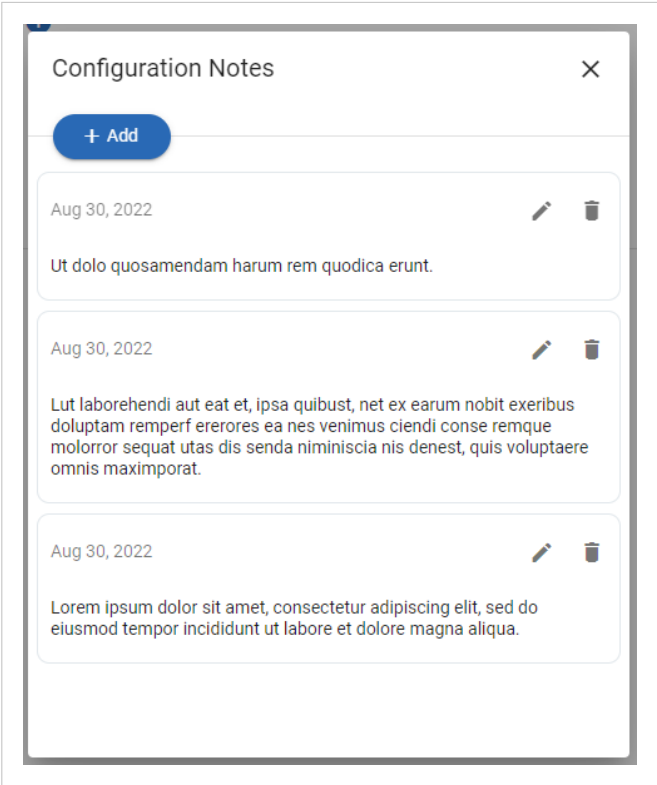 Configuration Notes
+ Add
Aug 30, 2022
Ut dolo quosamendam harum rem quodica erunt.
Aug 30, 2022
Lut laborehendi aut eat et, ipsa quibust, net ex earum nobit exeribus
doluptam remperf ererores ea nes venimus ciendi conse remque
molorror sequat utas dis senda niminiscia nis denest, quis voluptaere
omnis maximporat.
Aug 30, 2022
Lorem ipsum dolor sit amet, consectetur adipiscing elit, sed do
eiusmod tempor incididunt ut labore et dolore magna aliqua.